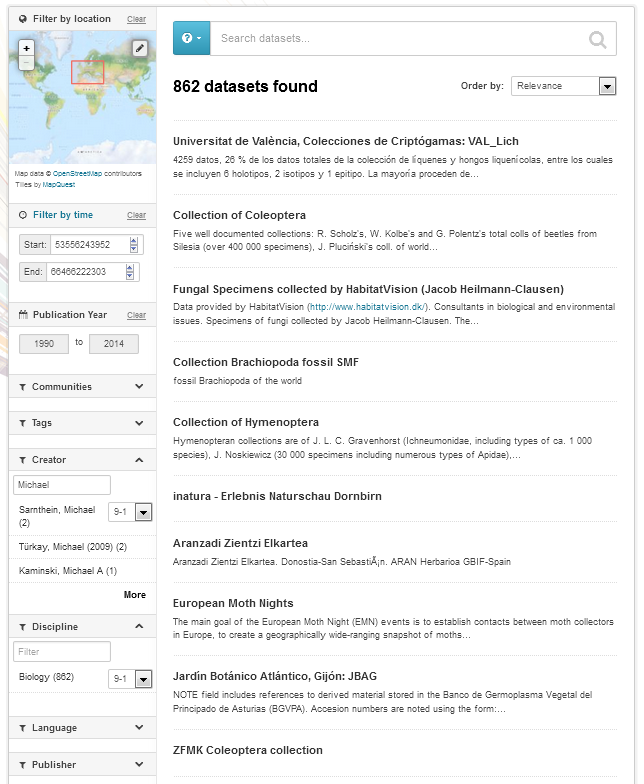 Filter by location Clear
+
−
Map data © OpenStreetMap contributors
Tiles by MapQuest
Filter by time Clear
Start: 53556243952
End: 66466222303
Publication Year Clear
1990 to 2014
Communities
Tags
Creator
Michael
Sarnthein, Michael 9-1
(2)
Türkay, Michael (2009) (2)
Kaminski, Michael A (1)
More
Discipline
Filter
Biology (862) 9-1
Language
Publisher
? Search datasets...
862 datasets found Order by: Relevance
Universitat de València, Colecciones de Criptógamas: VAL_Lich
4259 datos, 26 % de los datos totales de la colección de líquenes y hongos liquenícolas, entre los cuales
se incluyen 6 holotipos, 2 isotipos y 1 epitipo. La mayoría proceden de...
Collection of Coleoptera
Five well documented collections: R. Scholz's, W. Kolbe's and G. Polentz's total colls of beetles from
Silesia (over 400 000 specimens), J. Pluciński's coll. of world...
Fungal Specimens collected by HabitatVision (Jacob Heilmann-Clausen)
Data provided by HabitatVision (http://www.habitatvision.dk/). Consultants in biological and environmental
issues. Specimens of fungi collected by Jacob Heilmann-Clausen. The...
Collection Brachiopoda fossil SMF
fossil Brachiopoda of the world
Collection of Hymenoptera
Hymenopteran collections are of J. L. C. Gravenhorst (Ichneumonidae, including types of ca. 1 000
species), J. Noskiewicz (30 000 specimens including numerous types of Apidae),...
inatura - Erlebnis Naturschau Dornbirn
Aranzadi Zientzi Elkartea
Aranzadi Zientzi Elkartea. Donostia-San SebastiÃ¡n. ARAN Herbarioa GBIF-Spain
European Moth Nights
The main goal of the European Moth Night (EMN) events is to establish contacts between moth collectors
in Europe, to create a geographically wide-ranging snapshot of moths...
Jardín Botánico Atlántico, Gijón: JBAG
NOTE field includes references to derived material stored in the Banco de Germoplasma Vegetal del
Principado de Asturias (BGVPA). Accesion numbers are noted using the form:...
ZFMK Coleoptera collection